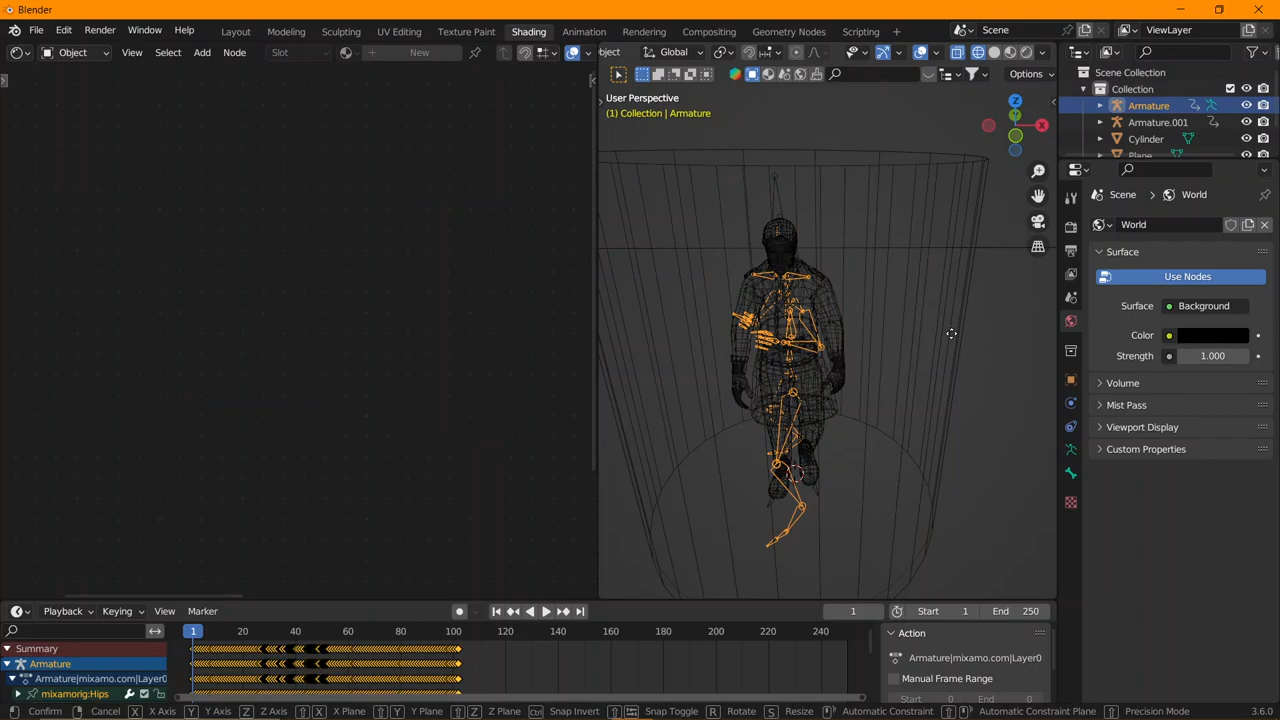 Blender
File Edit Render Window Help Layout Modeling Sculpting UV Editing Texture Paint Shading Animation Rendering Compositing Geometry Nodes Scripting + Scene ViewLayer
Object View Select Add Node Slot New
bject Global
Options
User Perspective
(1) Collection | Armature
X
Y
Z
Scene Collection
Collection
Armature
Armature.001
Cylinder
Plane
Scene > World
World
Surface
Use Nodes
Surface Background
Color
Strength 1.000
Volume
Mist Pass
Viewport Display
Custom Properties
Playback Keying View Marker 1 Start 1 End 250
1 20 40 60 80 100 120 140 160 180 200 220 240
Summary
Armature
Armature|mixamo.com|Layer0
mixamorig:Hips
Action
Armature|mixamo.com|Layer0
Manual Frame Range
Start 0 End 0
Confirm Cancel X X Axis Y Y Axis Z Z Axis X Plane Y Plane Z Plane Snap Invert Snap Toggle R Rotate S Resize Automatic Constraint Automatic Constraint Plane Precision Mode 3.6.0